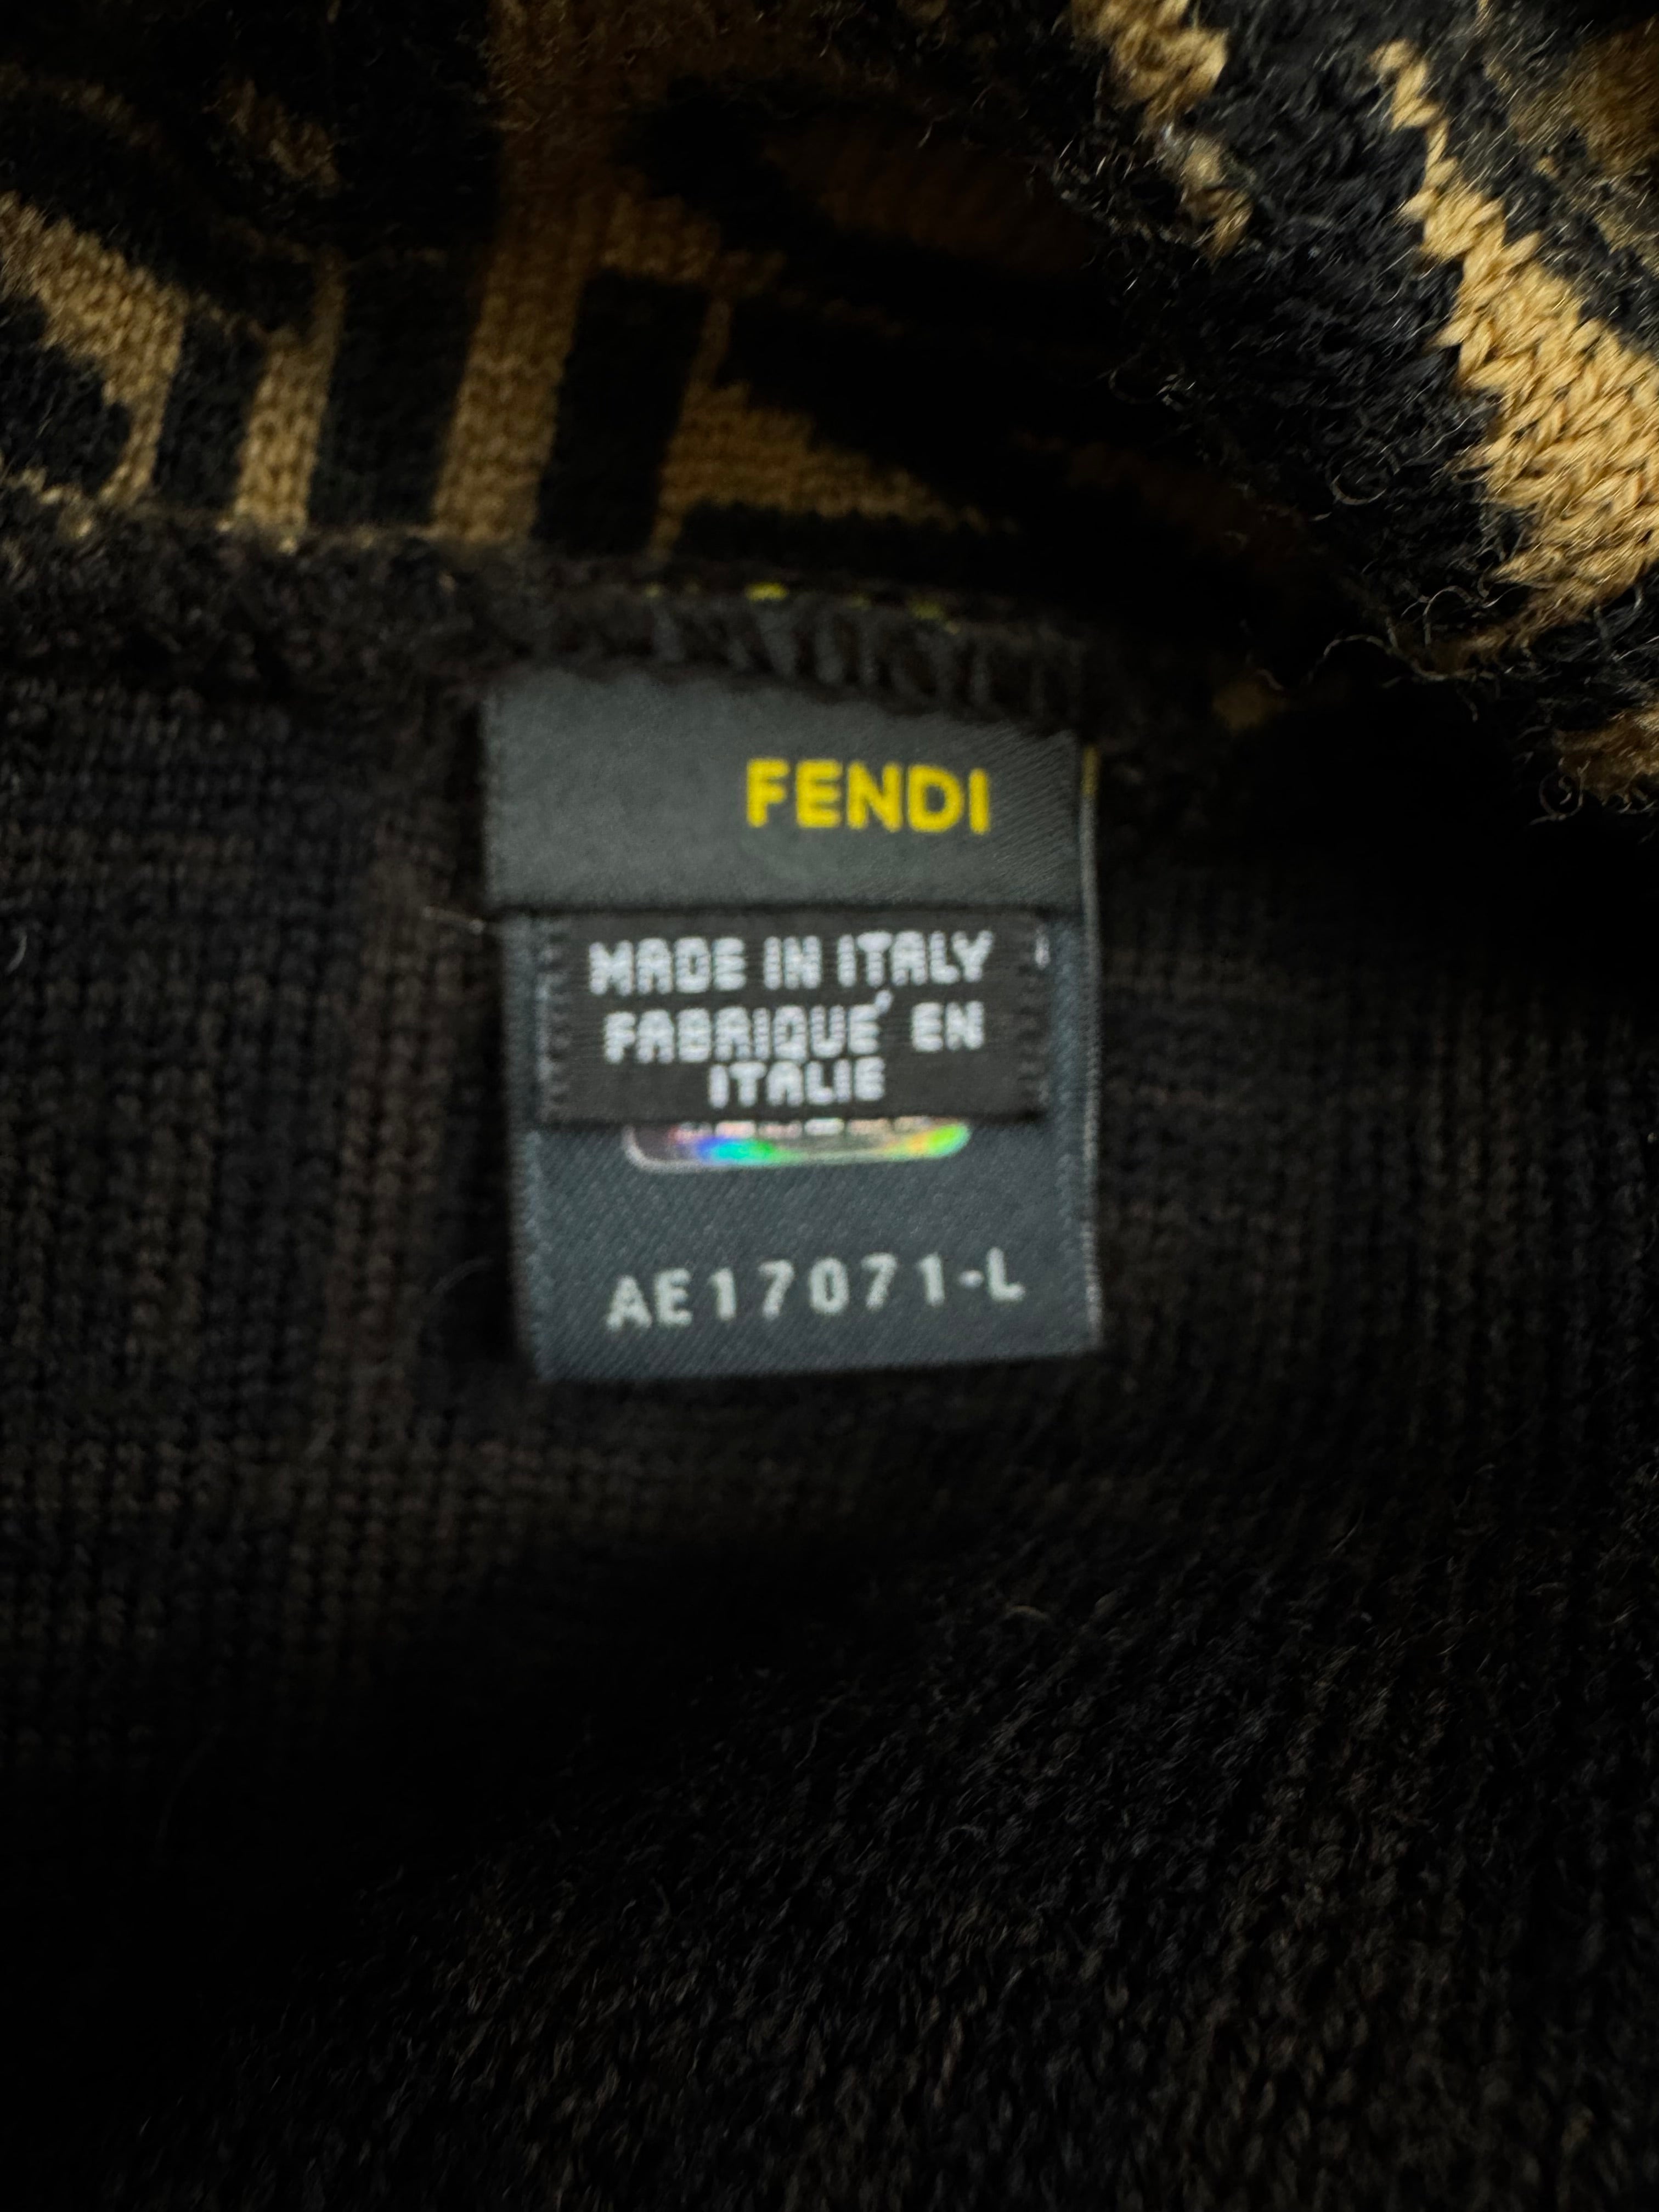 FENDI
MADE IN ITALY
FABRIQUE' EN
ITALIE
AE17071-L